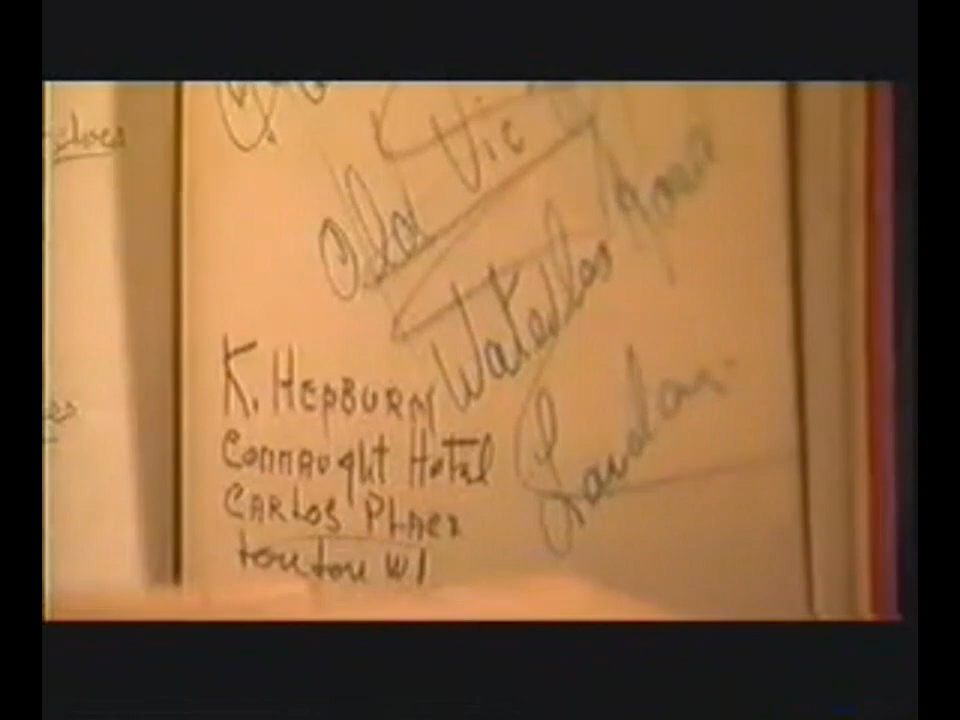 Old Vic
Waterloo Road
London.
K. HEPBURN
Connaught Hotel
CARLOS PLACE
London W1